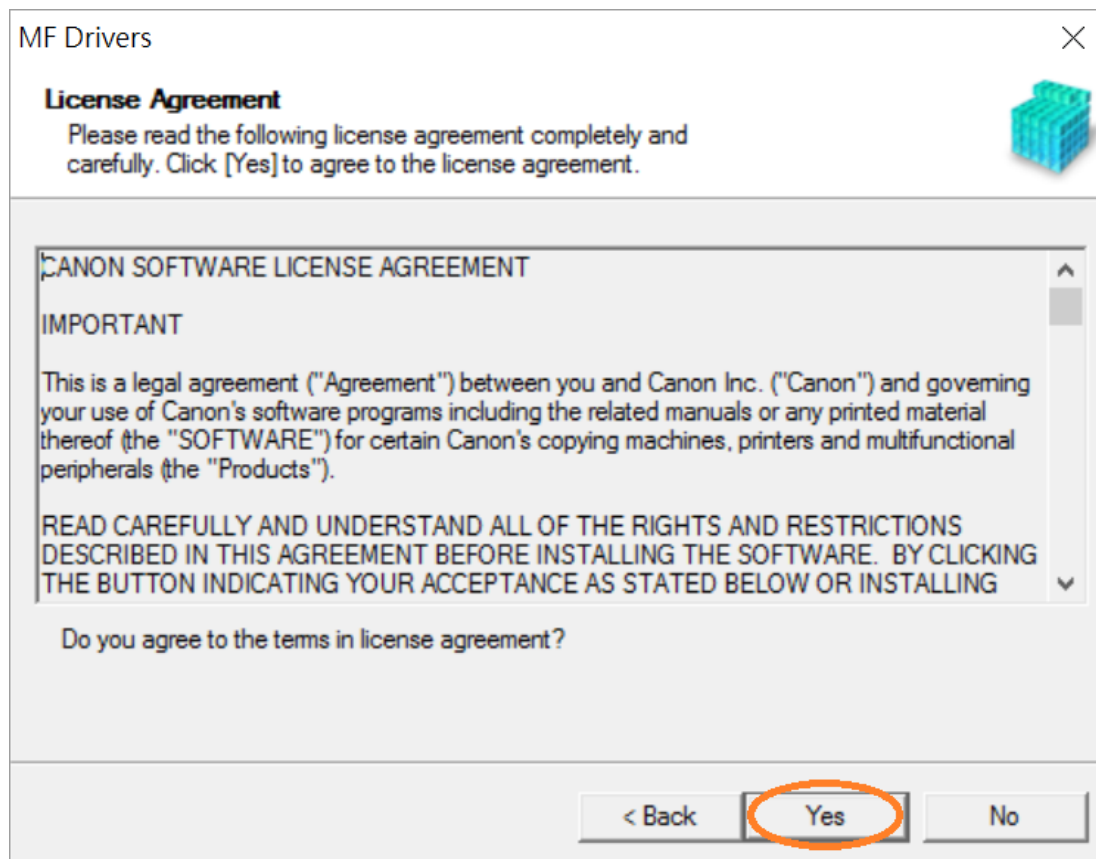 MF Drivers
License Agreement
Please read the following license agreement completely and
carefully. Click [Yes] to agree to the license agreement.
CANON SOFTWARE LICENSE AGREEMENT
IMPORTANT
This is a legal agreement ("Agreement") between you and Canon Inc. ("Canon") and governing
your use of Canon's software programs including the related manuals or any printed material
thereof (the "SOFTWARE") for certain Canon's copying machines, printers and multifunctional
peripherals (the "Products").
READ CAREFULLY AND UNDERSTAND ALL OF THE RIGHTS AND RESTRICTIONS
DESCRIBED IN THIS AGREEMENT BEFORE INSTALLING THE SOFTWARE.  BY CLICKING
THE BUTTON INDICATING YOUR ACCEPTANCE AS STATED BELOW OR INSTALLING
Do you agree to the terms in license agreement?
< Back
Yes
No